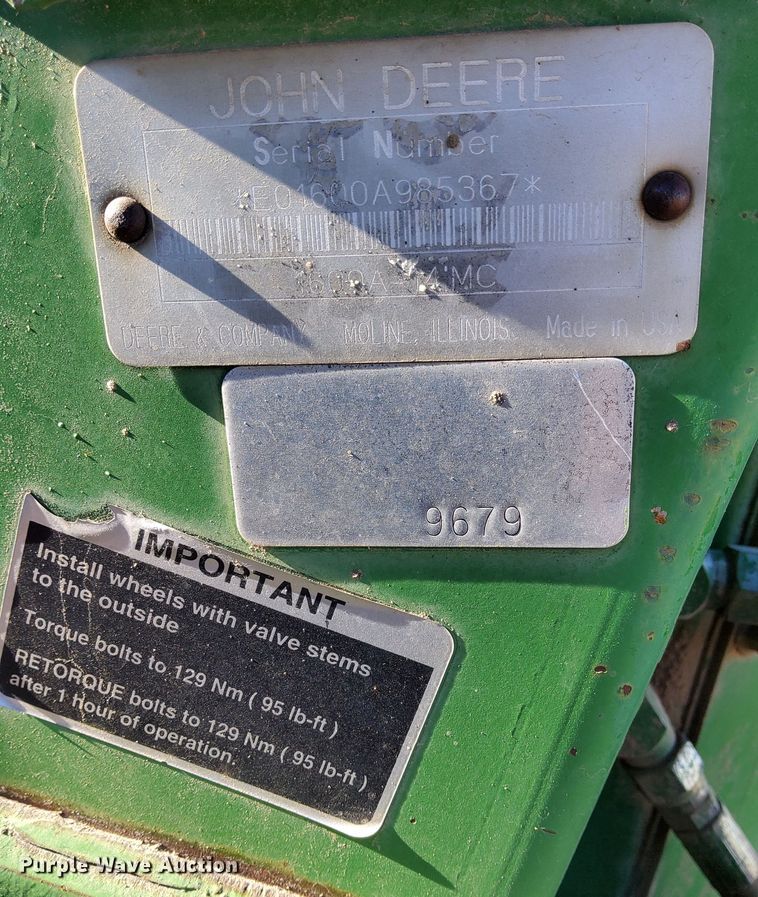 JOHN DEERE
Serial Number
*E01600A985367*
DEERE & COMPANY MOLINE, ILLINOIS Made in USA
9679
IMPORTANT
Install wheels with valve stems
to the outside
Torque bolts to 129 Nm ( 95 lb-ft )
RETORQUE bolts to 129 Nm ( 95 lb-ft )
after 1 hour of operation.
Purple Wave Auction